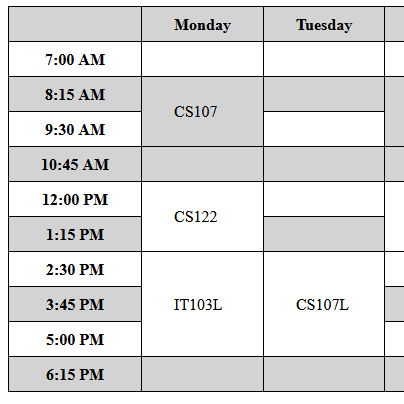 Monday Tuesday
7:00 AM
8:15 AM
CS107
9:30 AM
10:45 AM
12:00 PM
CS122
1:15 PM
2:30 PM
3:45 PM IT103L CS107L
5:00 PM
6:15 PM